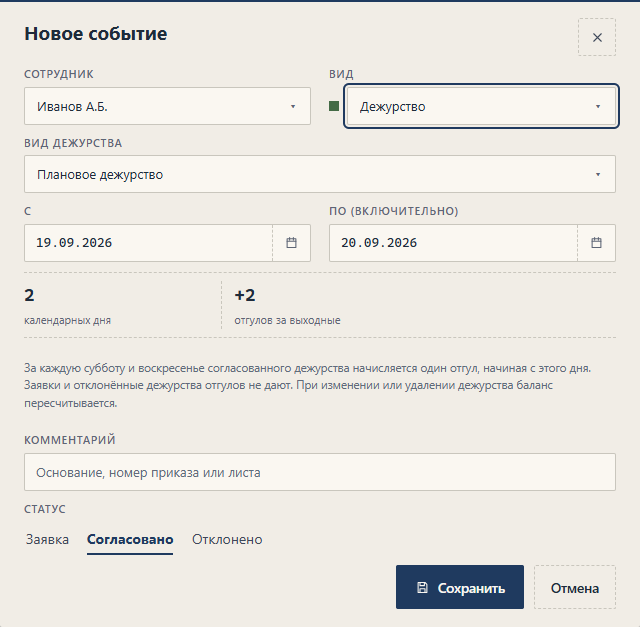 Новое событие
СОТРУДНИК
ВИД
Иванов А.Б.
Дежурство
ВИД ДЕЖУРСТВА
Плановое дежурство
С
ПО (ВКЛЮЧИТЕЛЬНО)
19.09.2026
20.09.2026
2
+2
календарных дня
отгулов за выходные
За каждую субботу и воскресенье согласованного дежурства начисляется один отгул, начиная с этого дня.
Заявки и отклонённые дежурства отгулов не дают. При изменении или удалении дежурства баланс
пересчитывается.
КОММЕНТАРИЙ
Основание, номер приказа или листа
СТАТУС
Заявка Согласовано Отклонено
Сохранить Отмена